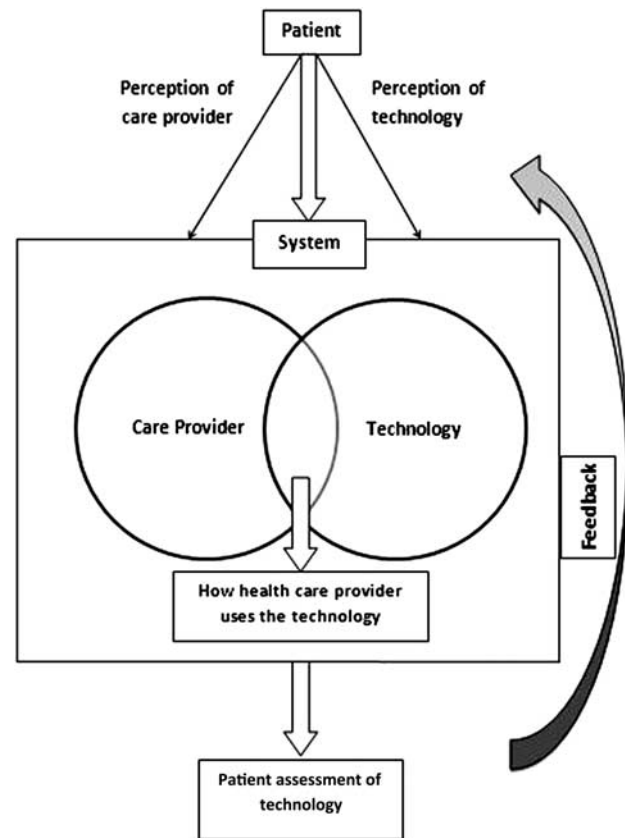 Patient
Perception of
care provider
Perception of
technology
System
Care Provider
Technology
Feedback
How health care provider
uses the technology
Patient assessment of
technology